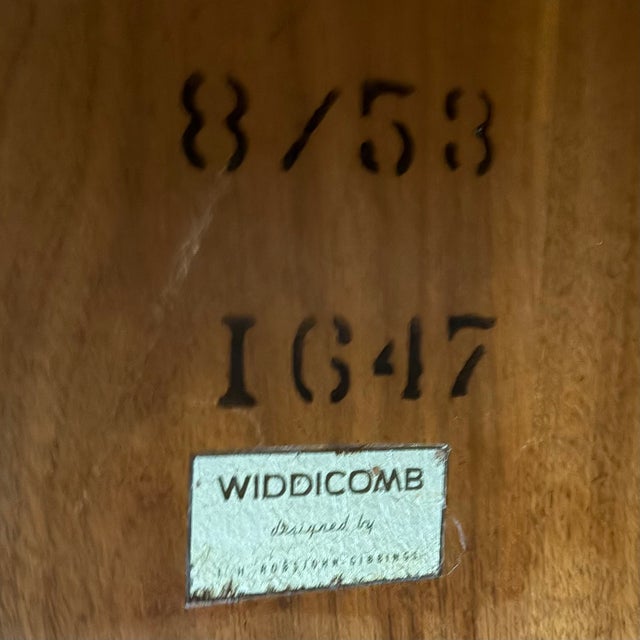 8/53
1647
WIDDICOMB
designed by
T.H. ROBSJOHN-GIBBINGS